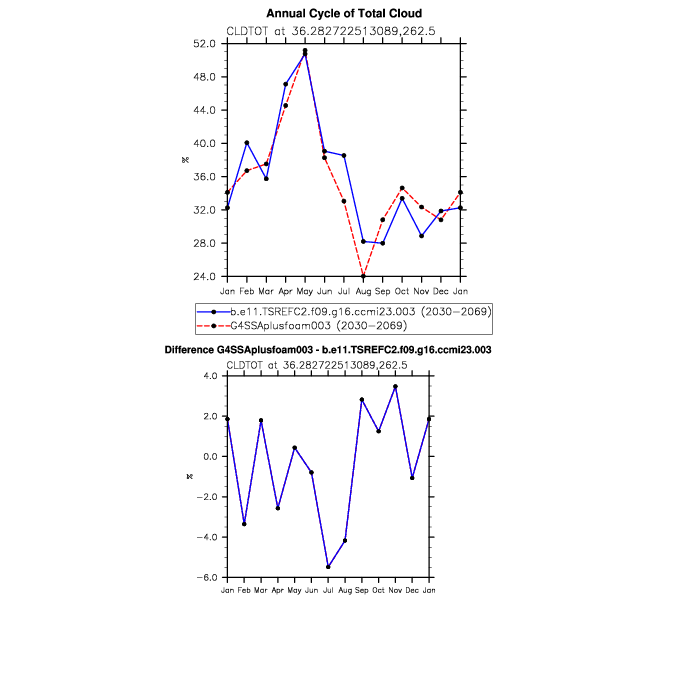 Annual Cycle of Total Cloud
CLDTOT at 36.282722513089,262.5
52.0
48.0
44.0
40.0
36.0
32.0
28.0
24.0
%
Jan Feb Mar Apr May Jun Jul Aug Sep Oct Nov Dec Jan
b.e11.TSREFC2.f09.g16.ccmi23.003 (2030-2069)
G4SSAplusfoam003 (2030-2069)
Difference G4SSAplusfoam003 - b.e11.TSREFC2.f09.g16.ccmi23.003
CLDTOT at 36.282722513089,262.5
4.0
2.0
0.0
-2.0
-4.0
-6.0
%
Jan Feb Mar Apr May Jun Jul Aug Sep Oct Nov Dec Jan